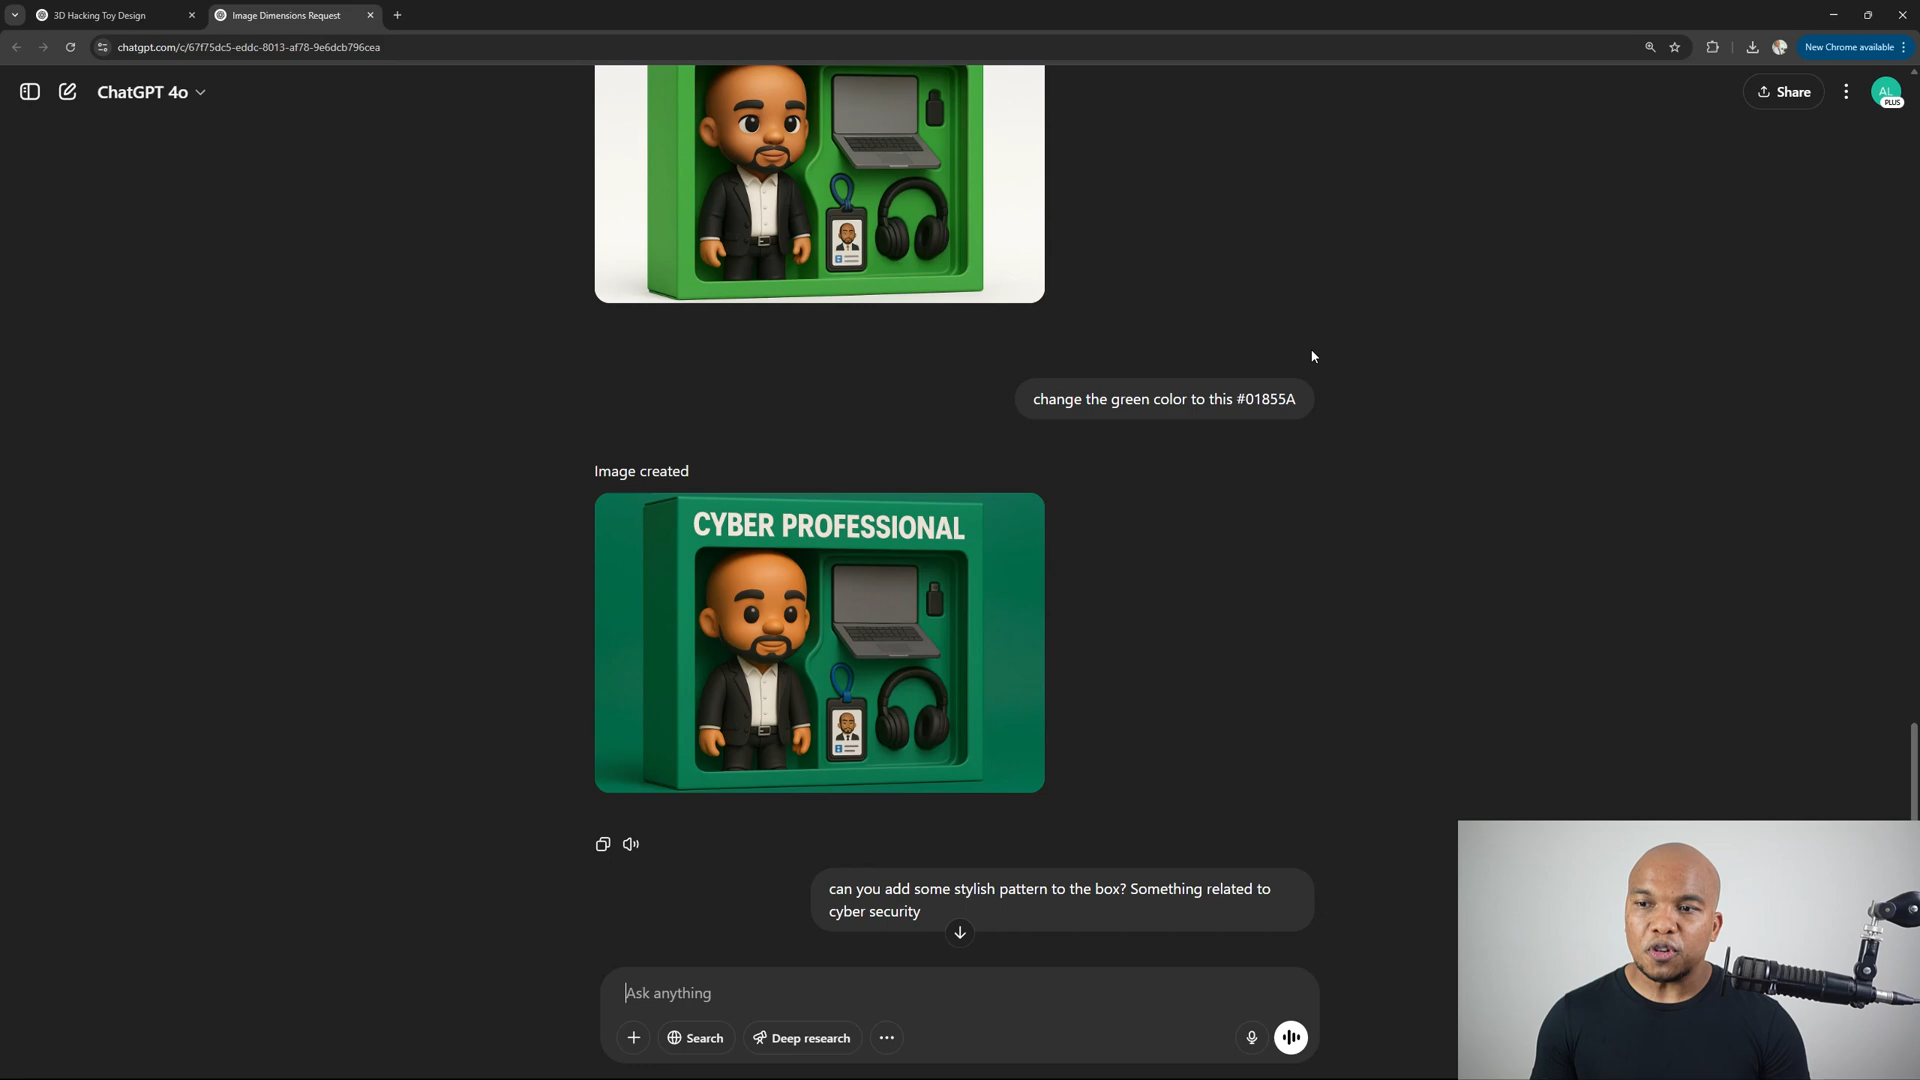 3D Hacking Toy Design
Image Dimensions Request
chatgpt.com/c/67f75dc5-eddc-8013-af78-9e6dcb796cea
New Chrome available
ChatGPT 4o
Share
AL
PLUS
change the green color to this #01855A
Image created
CYBER PROFESSIONAL
can you add some stylish pattern to the box? Something related to
cyber security
Ask anything
Search
Deep research